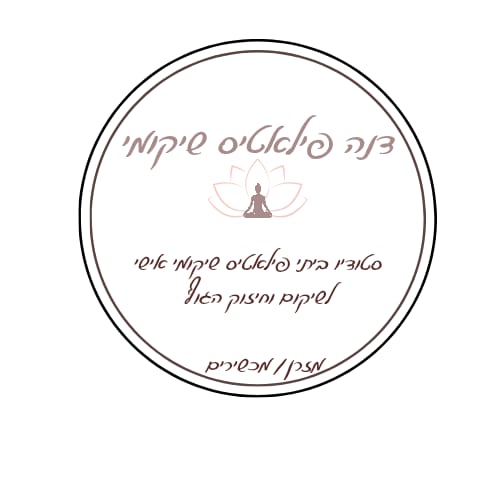 דנה פילאטיס שיקומי
סטודיו ביתי פילאטיס שיקומי אישי
לשיקום וחיזוק הגוף
מזרן/מכשירים